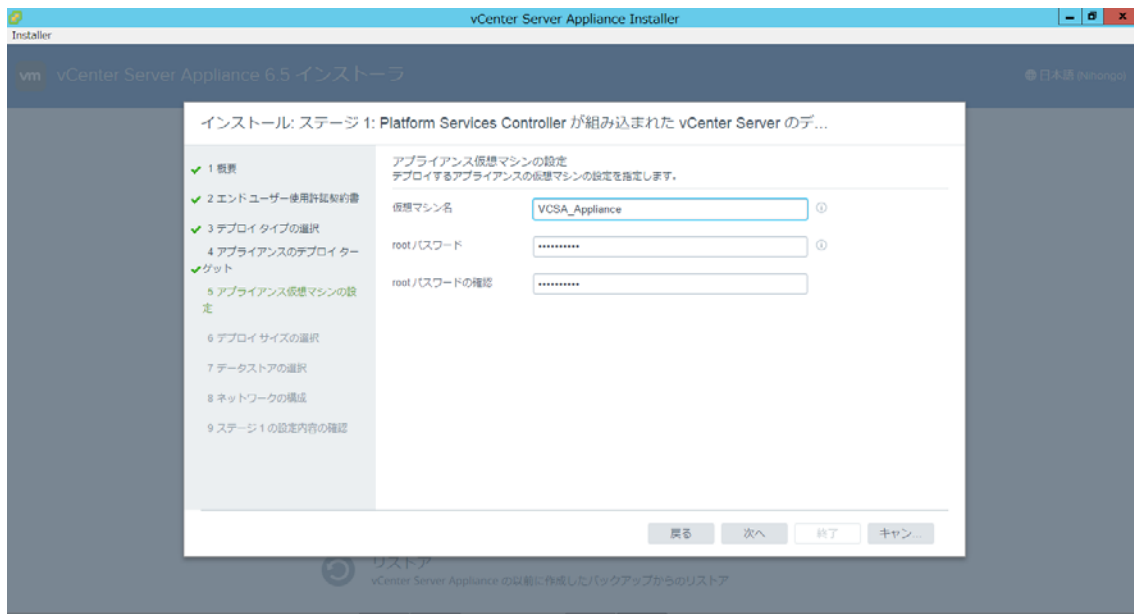 vCenter Server Appliance Installer
Installer
vm vCenter Server Appliance 6.5 インストーラ
日本語 (Nihongo)
インストール: ステージ 1: Platform Services Controller が組み込まれた vCenter Server のデ...
1 概要
2 エンド ユーザー使用許諾契約書
3 デプロイ タイプの選択
4 アプライアンスのデプロイ ター
ゲット
5 アプライアンス仮想マシンの設
定
6 デプロイ サイズの選択
7 データストアの選択
8 ネットワークの構成
9 ステージ 1 の設定内容の確認
アプライアンス仮想マシンの設定
デプロイするアプライアンスの仮想マシンの設定を指定します。
仮想マシン名
VCSA_Appliance
root パスワード
••••••••••
root パスワードの確認
••••••••••
戻る
次へ
終了
キャン...
リストア
vCenter Server Appliance の以前に作成したバックアップからのリストア